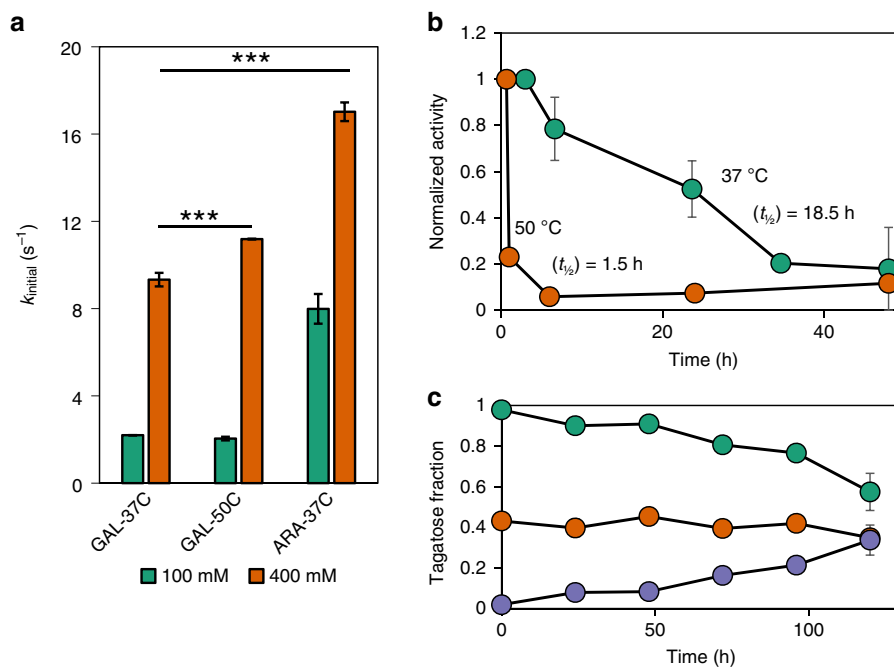 a
20
16
12
8
4
0
k initial (s⁻¹)
***
***
GAL-37C
GAL-50C
ARA-37C
100 mM
400 mM
b
1.2
1
0.8
0.6
0.4
0.2
0
Normalized activity
37 °C
(t½) = 18.5 h
50 °C
(t½) = 1.5 h
0
20
40
Time (h)
c
1
0.8
0.6
0.4
0.2
0
Tagatose fraction
0
50
100
Time (h)